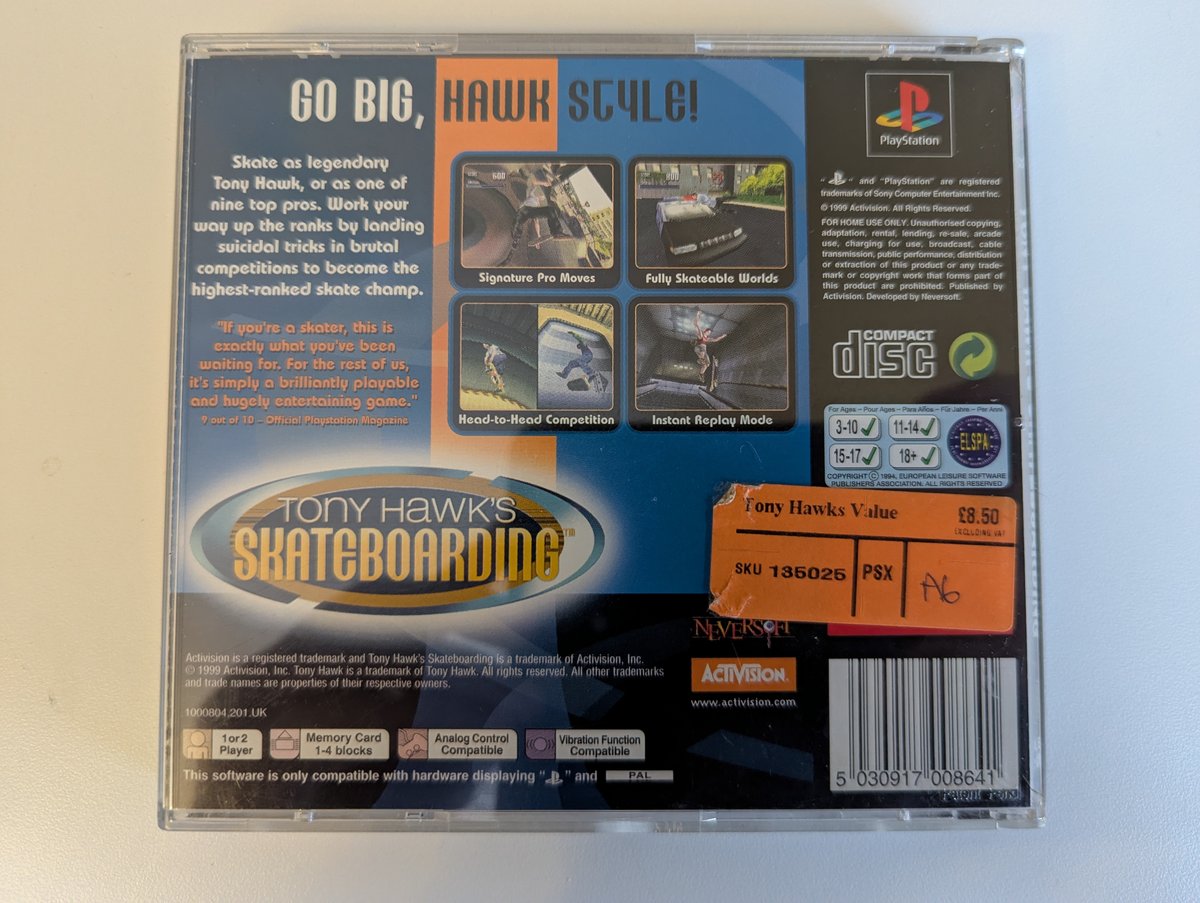 GO BIG, HAWK STYLE!
Skate as legendary
Tony Hawk, or as one of
nine top pros. Work your
way up the ranks by landing
suicidal tricks in brutal
competitions to become the
highest-ranked skate champ.
"If you're a skater, this is
exactly what you've been
waiting for. For the rest of us,
it's simply a brilliantly playable
and hugely entertaining game."
9 out of 10 – Official Playstation Magazine
Signature Pro Moves
Fully Skateable Worlds
Head-to-Head Competition
Instant Replay Mode
TONY HAWK'S
SKATEBOARDING™
PlayStation
" " and "PlayStation" are registered
trademarks of Sony Computer Entertainment Inc.
© 1999 Activision. All Rights Reserved.
FOR HOME USE ONLY. Unauthorised copying,
adaptation, rental, lending, re-sale, arcade
use, charging for use, broadcast, cable
transmission, public performance, distribution
or extraction of this product or any trade-
mark or copyright work that forms part of
this product are prohibited. Published by
Activision. Developed by Neversoft.
COMPACT
disc
For Ages – Pour Ages – Para Años – Für Jahre – Per Anni
3-10 11-14
15-17 18+
ELSPA
COPYRIGHT © 1994, EUROPEAN LEISURE SOFTWARE
PUBLISHERS ASSOCIATION. ALL RIGHTS RESERVED
Tony Hawks Value
£8.50
EXCLUDING VAT
SKU 135025
PSX
A6
NEVERSOFT
ACTIVISION.
www.activision.com
Activision is a registered trademark and Tony Hawk's Skateboarding is a trademark of Activision, Inc.
© 1999 Activision, Inc. Tony Hawk is a trademark of Tony Hawk. All rights reserved. All other trademarks
and trade names are properties of their respective owners.
1000804.201.UK
1 or 2
Player
Memory Card
1-4 blocks
Analog Control
Compatible
Vibration Function
Compatible
This software is only compatible with hardware displaying " " and PAL
5 030917 008641